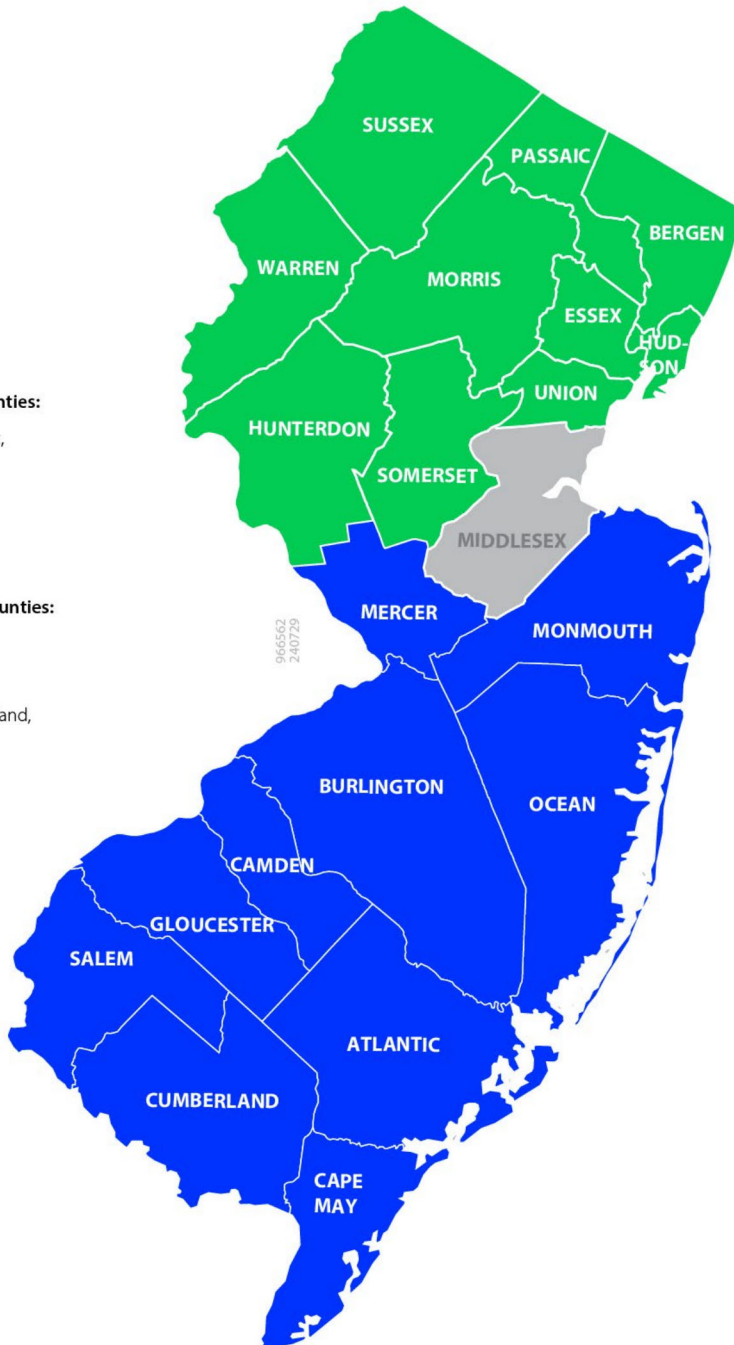 SUSSEX
PASSAIC
BERGEN
WARREN
MORRIS
ESSEX
HUD-
SON
UNION
nties:
HUNTERDON
,
SOMERSET
MIDDLESEX
unties:
MERCER
MONMOUTH
966562
240729
and,
BURLINGTON
OCEAN
CAMDEN
GLOUCESTER
SALEM
ATLANTIC
CUMBERLAND
CAPE
MAY